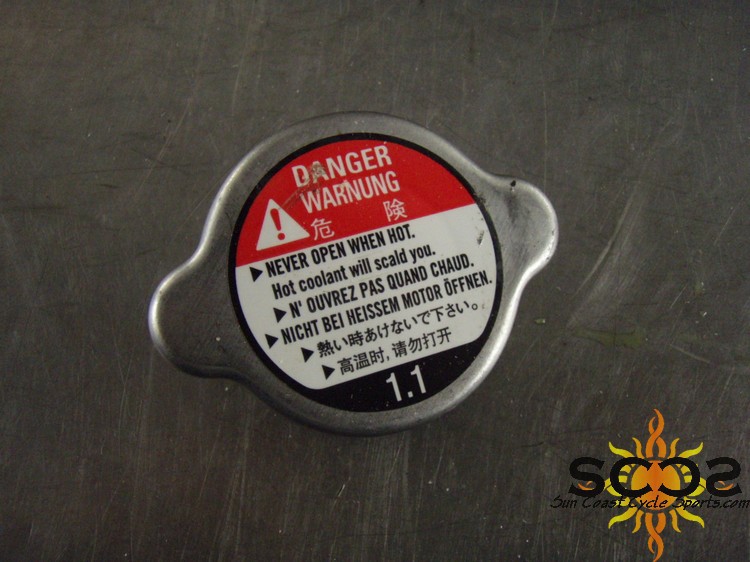 DANGER
WARNUNG
危 険
▶ NEVER OPEN WHEN HOT.
Hot coolant will scald you.
▶ N' OUVREZ PAS QUAND CHAUD.
▶ NICHT BEI HEISSEM MOTOR ÖFFNEN.
▶ 熱い時あけないで下さい。
▶ 高温时, 请勿打开
1.1
SCCS
Sun Coast Cycle Sports.com